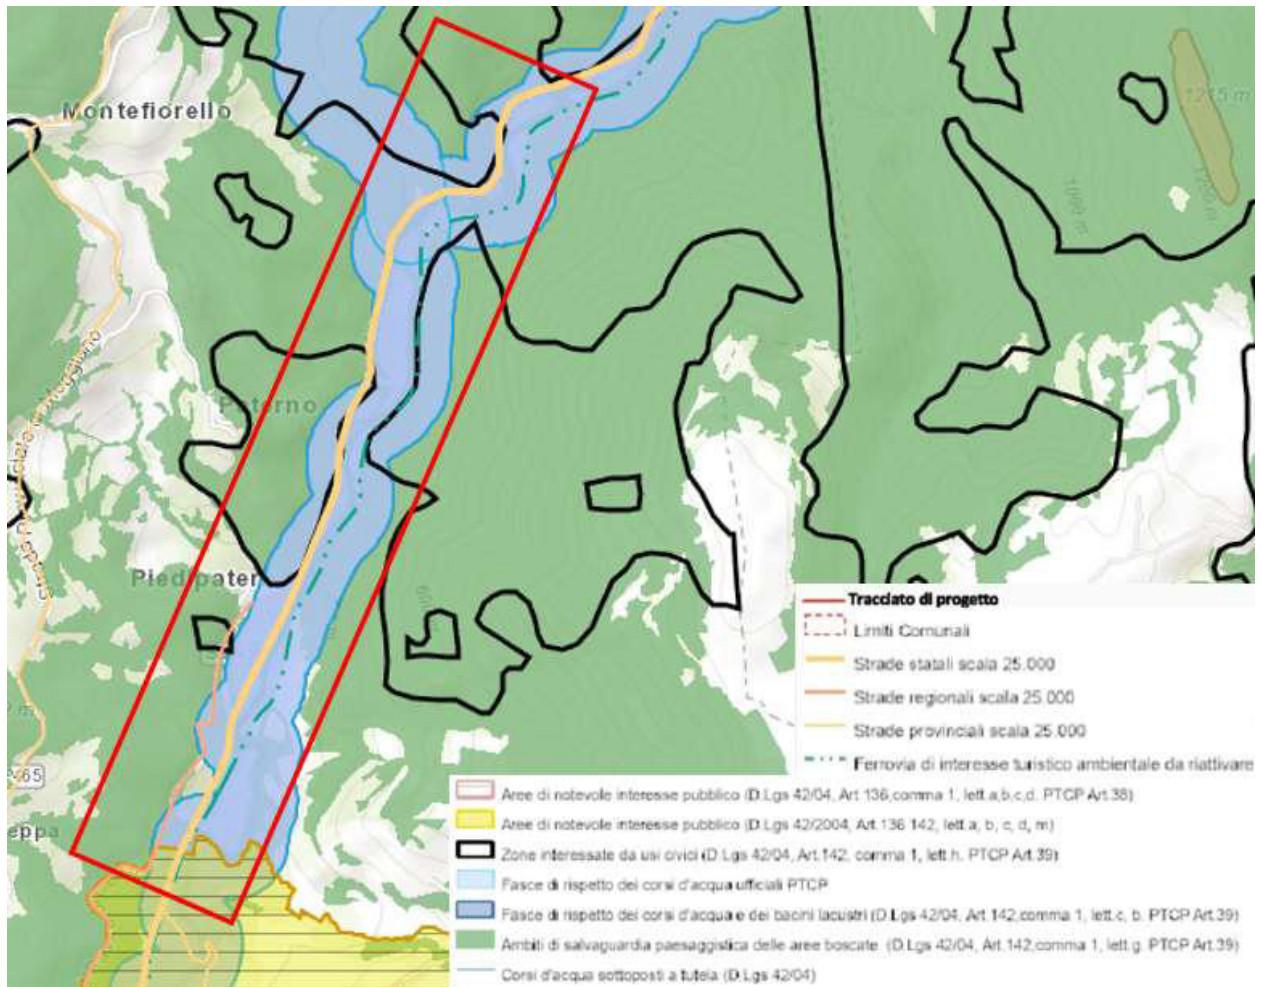 Montefiorello
1215 m
1200 m
1000 m
Paterno
Piedipater
600
465
eppa
Tracciato di progetto
Limiti Comunali
Strade statali scala 25.000
Strade regionali scala 25.000
Strade provinciali scala 25.000
Ferrovia di interesse turistico ambientale da riattivare
Aree di notevole interesse pubblico (D.Lgs 42/04, Art.136,comma 1, lett.a,b,c,d. PTCP Art.38)
Aree di notevole interesse pubblico (D.Lgs 42/2004, Art.136 142, lett.a, b, c, d, m)
Zone interessate da usi civici (D.Lgs 42/04, Art.142, comma 1, lett.h. PTCP Art.39)
Fasce di rispetto dei corsi d'acqua ufficiali PTCP
Fasce di rispetto dei corsi d'acqua e dei bacini lacustri (D.Lgs 42/04, Art.142,comma 1, lett.c, b. PTCP Art.39)
Ambiti di salvaguardia paesaggistica delle aree boscate. (D.Lgs 42/04, Art.142,comma 1, lett.g. PTCP Art.39)
Corsi d'acqua sottoposti a tutela (D.Lgs 42/04)